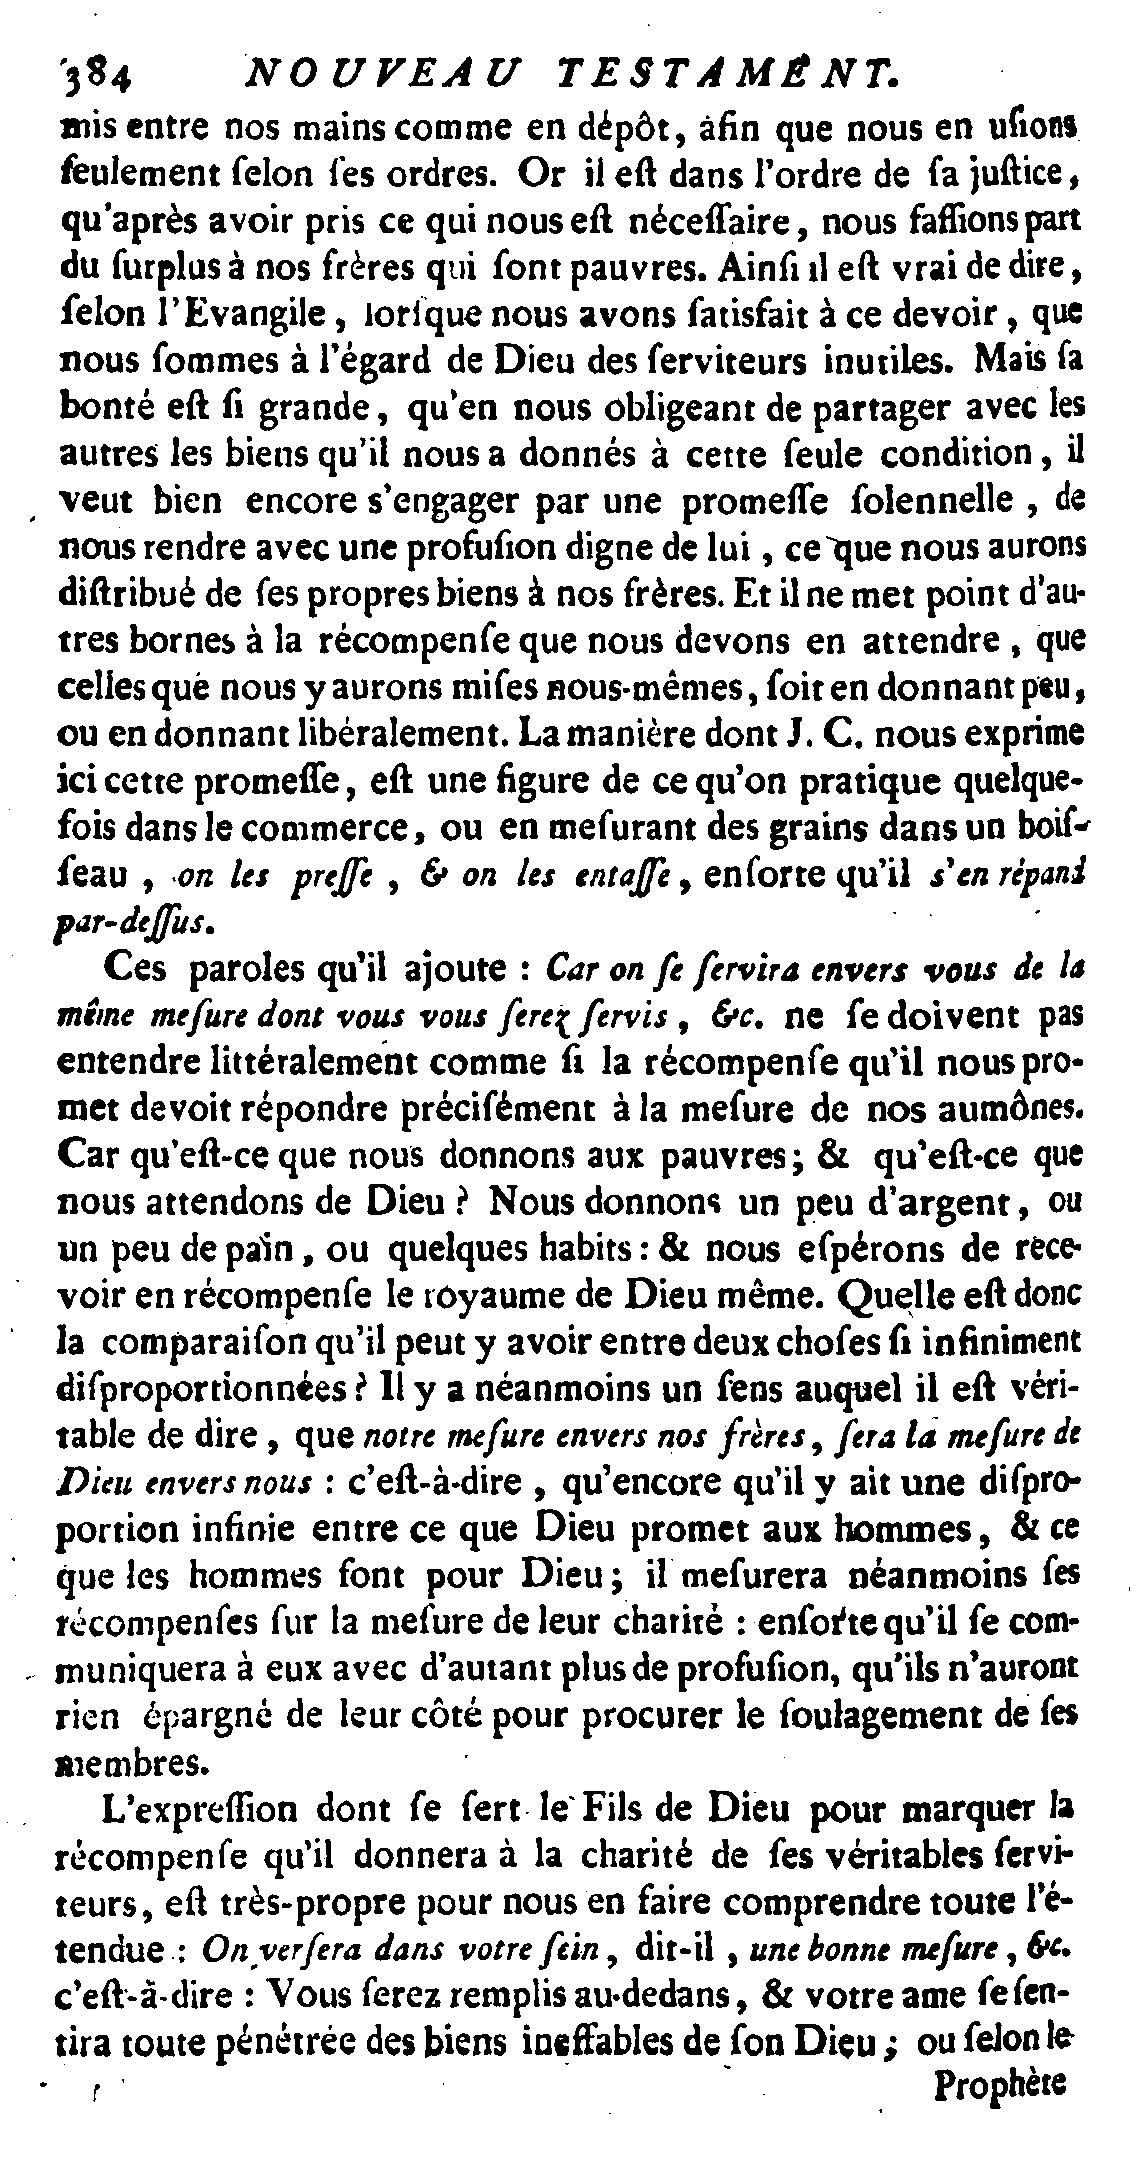 384 NOUVEAU TESTAMENT.
mis entre nos mains comme en dépôt, afin que nous en uſions
ſeulement ſelon ſes ordres. Or il eſt dans l'ordre de ſa juſtice,
qu'après avoir pris ce qui nous eſt néceſſaire, nous faſſions part
du ſurplus à nos frères qui ſont pauvres. Ainſi il eſt vrai de dire,
ſelon l'Evangile, lorſque nous avons ſatisfait à ce devoir, que
nous ſommes à l'égard de Dieu des ſerviteurs inutiles. Mais ſa
bonté eſt ſi grande, qu'en nous obligeant de partager avec les
autres les biens qu'il nous a donnés à cette ſeule condition, il
veut bien encore s'engager par une promeſſe ſolennelle, de
nous rendre avec une profuſion digne de lui, ce que nous aurons
diſtribué de ſes propres biens à nos frères. Et il ne met point d'au-
tres bornes à la récompenſe que nous devons en attendre, que
celles que nous y aurons miſes nous-mêmes, ſoit en donnant peu,
ou en donnant libéralement. La manière dont J. C. nous exprime
ici cette promeſſe, eſt une figure de ce qu'on pratique quelque-
fois dans le commerce, ou en meſurant des grains dans un boiſ-
ſeau, on les preſſe, & on les entaſſe, enſorte qu'il s'en répand
par-deſſus.
Ces paroles qu'il ajoute : Car on ſe ſervira envers vous de la
même meſure dont vous vous ſerez ſervis, &c. ne ſe doivent pas
entendre littéralement comme ſi la récompenſe qu'il nous pro-
met devoit répondre préciſément à la meſure de nos aumônes.
Car qu'eſt-ce que nous donnons aux pauvres; & qu'eſt-ce que
nous attendons de Dieu ? Nous donnons un peu d'argent, ou
un peu de pain, ou quelques habits : & nous eſpérons de rece-
voir en récompenſe le royaume de Dieu même. Quelle eſt donc
la comparaiſon qu'il peut y avoir entre deux choſes ſi infiniment
diſproportionnées ? Il y a néanmoins un ſens auquel il eſt véri-
table de dire, que notre meſure envers nos frères, ſera la meſure de
Dieu envers nous : c'eſt-à-dire, qu'encore qu'il y ait une diſpro-
portion infinie entre ce que Dieu promet aux hommes, & ce
que les hommes font pour Dieu; il meſurera néanmoins ſes
récompenſes ſur la meſure de leur charité : enſorte qu'il ſe com-
muniquera à eux avec d'autant plus de profuſion, qu'ils n'auront
rien épargné de leur côté pour procurer le ſoulagement de ſes
membres.
L'expreſſion dont ſe ſert le Fils de Dieu pour marquer la
récompenſe qu'il donnera à la charité de ſes véritables ſervi-
teurs, eſt très-propre pour nous en faire comprendre toute l'é-
tendue : On verſera dans votre ſein, dit-il, une bonne meſure, &c.
c'eſt-à-dire : Vous ſerez remplis au-dedans, & votre ame ſe ſen-
tira toute pénétrée des biens ineffables de ſon Dieu; ou ſelon le
Prophète